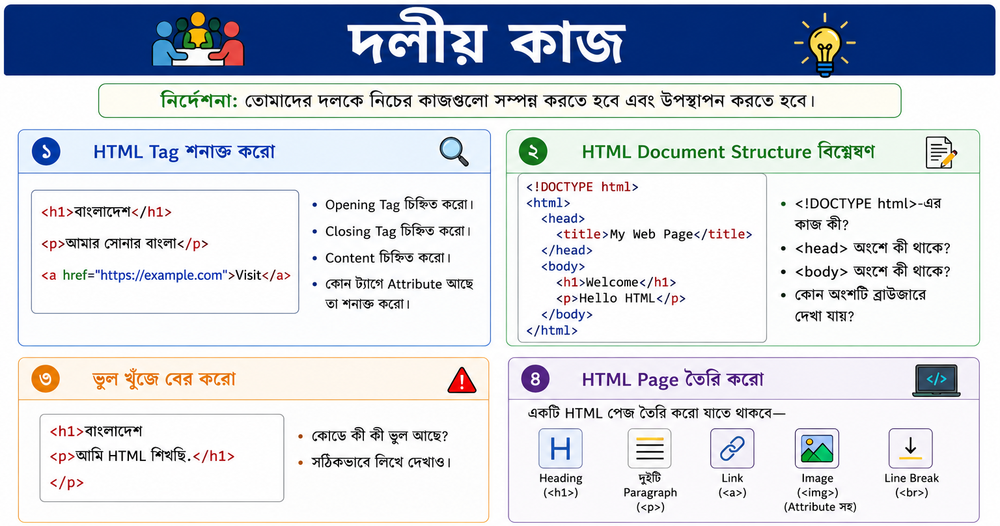 দলীয় কাজ
নির্দেশনা: তোমাদের দলকে নিচের কাজগুলো সম্পন্ন করতে হবে এবং উপস্থাপন করতে হবে।
১
HTML Tag শনাক্ত করো
<h1>বাংলাদেশ</h1>
<p>আমার সোনার বাংলা</p>
<a href="https://example.com">Visit</a>
• Opening Tag চিহ্নিত করো।
• Closing Tag চিহ্নিত করো।
• Content চিহ্নিত করো।
• কোন ট্যাগে Attribute আছে
তা শনাক্ত করো।
২
HTML Document Structure বিশ্লেষণ
<!DOCTYPE html>
<html>
<head>
<title>My Web Page</title>
</head>
<body>
<h1>Welcome</h1>
<p>Hello HTML</p>
</body>
</html>
• <!DOCTYPE html>-এর
কাজ কী?
• <head> অংশে কী থাকে?
• <body> অংশে কী থাকে?
• কোন অংশটি ব্রাউজারে
দেখা যায়?
৩
ভুল খুঁজে বের করো
<h1>বাংলাদেশ
<p>আমি HTML শিখছি.</h1>
</p>
• কোডে কী কী ভুল আছে?
• সঠিকভাবে লিখে দেখাও।
৪
HTML Page তৈরি করো
</>
একটি HTML পেজ তৈরি করো যাতে থাকবে—
H
Heading
(<h1>)
দুইটি
Paragraph
(<p>)
Link
(<a>)
Image
(<img>)
(Attribute সহ)
Line Break
(<br>)